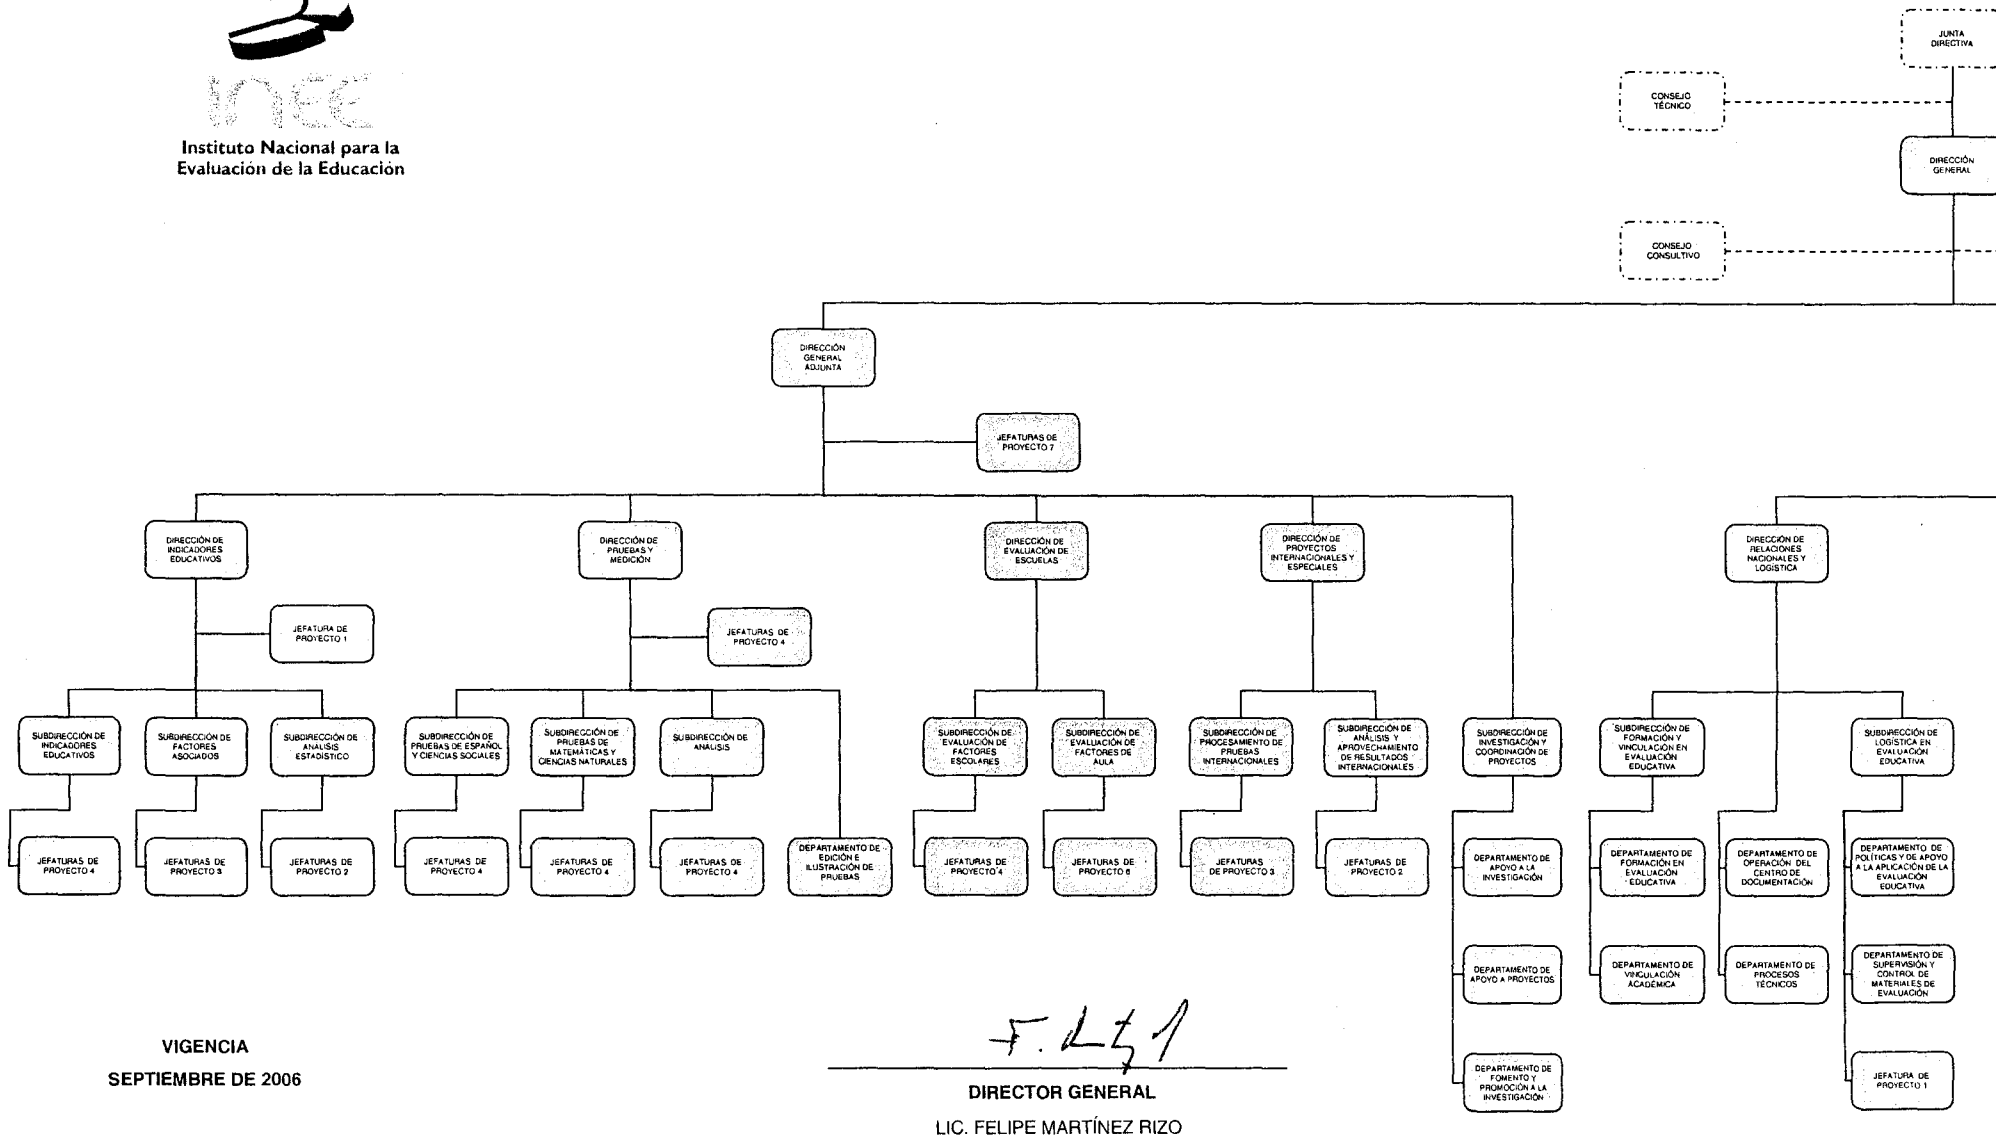 inee
Instituto Nacional para la
Evaluación de la Educación
JUNTA
DIRECTIVA
CONSEJO
TÉCNICO
DIRECCIÓN
GENERAL
CONSEJO
CONSULTIVO
DIRECCIÓN
GENERAL
ADJUNTA
JEFATURAS DE
PROYECTO 7
DIRECCIÓN DE
INDICADORES
EDUCATIVOS
DIRECCIÓN DE
PRUEBAS Y
MEDICIÓN
DIRECCIÓN DE
EVALUACIÓN DE
ESCUELAS
DIRECCIÓN DE
PROYECTOS
INTERNACIONALES Y
ESPECIALES
DIRECCIÓN DE
RELACIONES
NACIONALES Y
LOGÍSTICA
JEFATURA DE
PROYECTO 1
JEFATURAS DE
PROYECTO 4
SUBDIRECCIÓN DE
INDICADORES
EDUCATIVOS
SUBDIRECCIÓN DE
FACTORES
ASOCIADOS
SUBDIRECCIÓN DE
ANÁLISIS
ESTADÍSTICO
SUBDIRECCIÓN DE
PRUEBAS DE ESPAÑOL
Y CIENCIAS SOCIALES
SUBDIRECCIÓN DE
PRUEBAS DE
MATEMÁTICAS Y
CIENCIAS NATURALES
SUBDIRECCIÓN DE
ANALISIS
SUBDIRECCIÓN DE
EVALUACIÓN DE
FACTORES
ESCOLARES
SUBDIRECCIÓN DE
EVALUACIÓN DE
FACTORES DE
AULA
SUBDIRECCIÓN DE
PROCESAMIENTO DE
PRUEBAS
INTERNACIONALES
SUBDIRECCIÓN DE
ANÁLISIS Y
APROVECHAMIENTO
DE RESULTADOS
INTERNACIONALES
SUBDIRECCIÓN DE
INVESTIGACIÓN Y
COORDINACIÓN DE
PROYECTOS
SUBDIRECCIÓN DE
FORMACIÓN Y
VINCULACIÓN EN
EVALUACIÓN
EDUCATIVA
SUBDIRECCIÓN DE
LOGÍSTICA EN
EVALUACIÓN
EDUCATIVA
JEFATURAS DE
PROYECTO 4
JEFATURAS DE
PROYECTO 3
JEFATURAS DE
PROYECTO 2
JEFATURAS DE
PROYECTO 4
JEFATURAS DE
PROYECTO 4
JEFATURAS DE
PROYECTO 4
DEPARTAMENTO DE
EDICIÓN E
ILUSTRACIÓN DE
PRUEBAS
JEFATURAS DE
PROYECTO 4
JEFATURAS DE
PROYECTO 6
JEFATURAS
DE PROYECTO 3
JEFATURAS DE
PROYECTO 2
DEPARTAMENTO DE
APOYO A LA
INVESTIGACIÓN
DEPARTAMENTO DE
FORMACIÓN EN
EVALUACIÓN
EDUCATIVA
DEPARTAMENTO DE
OPERACIÓN DEL
CENTRO DE
DOCUMENTACIÓN
DEPARTAMENTO DE
POLÍTICAS Y DE APOYO
A LA APLICACIÓN DE LA
EVALUACIÓN
EDUCATIVA
DEPARTAMENTO DE
APOYO A PROYECTOS
DEPARTAMENTO DE
VINCULACIÓN
ACADÉMICA
DEPARTAMENTO DE
PROCESOS
TÉCNICOS
DEPARTAMENTO DE
SUPERVISIÓN Y
CONTROL DE
MATERIALES DE
EVALUACIÓN
DEPARTAMENTO DE
FOMENTO Y
PROMOCIÓN A LA
INVESTIGACIÓN
JEFATURA DE
PROYECTO 1
VIGENCIA
SEPTIEMBRE DE 2006
DIRECTOR GENERAL
LIC. FELIPE MARTÍNEZ RIZO